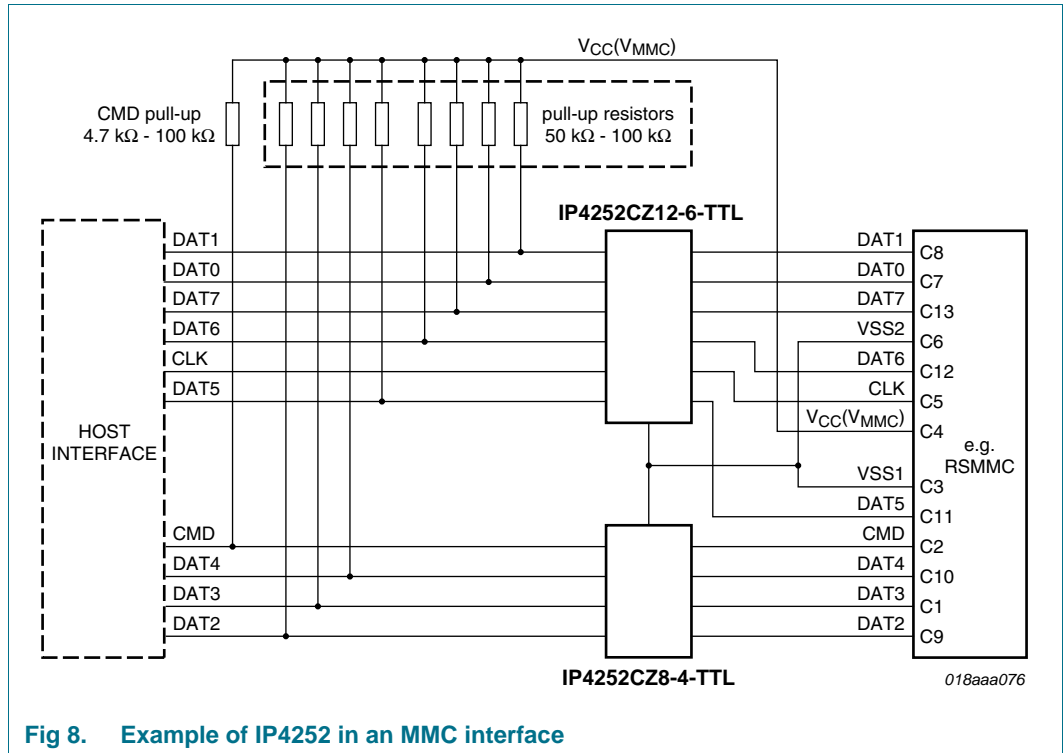 VCC(VMMC)
CMD pull-up
4.7 kΩ - 100 kΩ
pull-up resistors
50 kΩ - 100 kΩ
IP4252CZ12-6-TTL
DAT1
DAT0
DAT7
DAT6
CLK
DAT5
HOST
INTERFACE
CMD
DAT4
DAT3
DAT2
DAT1
DAT0
DAT7
VSS2
DAT6
CLK
VCC(VMMC)
VSS1
DAT5
CMD
DAT4
DAT3
DAT2
C8
C7
C13
C6
C12
C5
C4
C3
C11
C2
C10
C1
C9
e.g.
RSMMC
IP4252CZ8-4-TTL
018aaa076
Fig 8. Example of IP4252 in an MMC interface